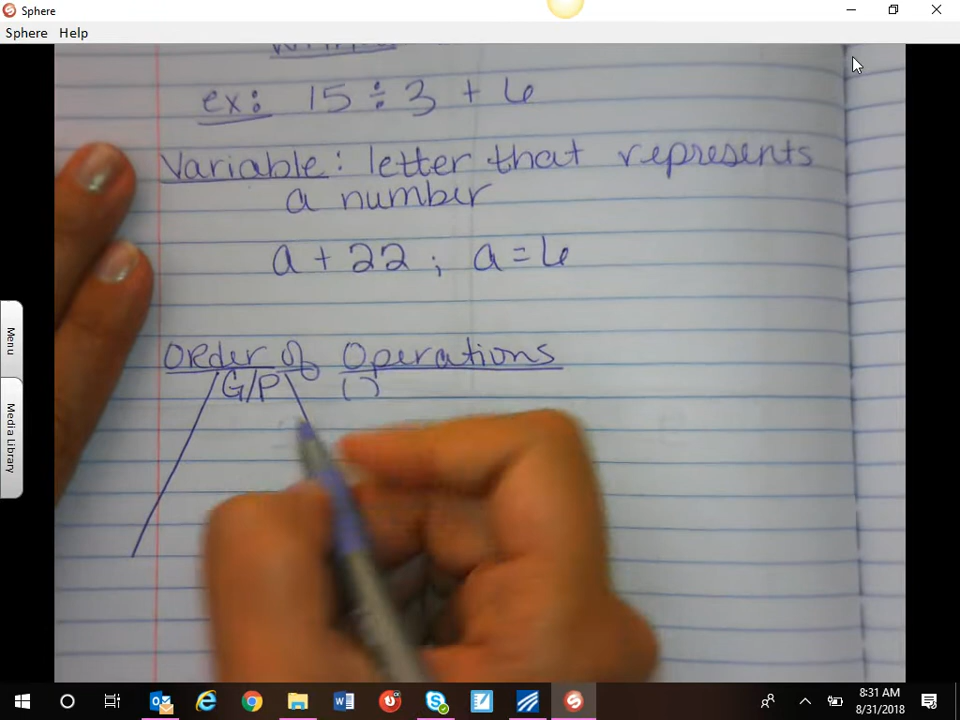 Sphere
Sphere Help
ex: 15 ÷ 3 + 6
Variable: letter that represents
a number
a + 22 ; a = 6
Order of Operations
G/P ( )
Menu
Media Library
8:31 AM
8/31/2018